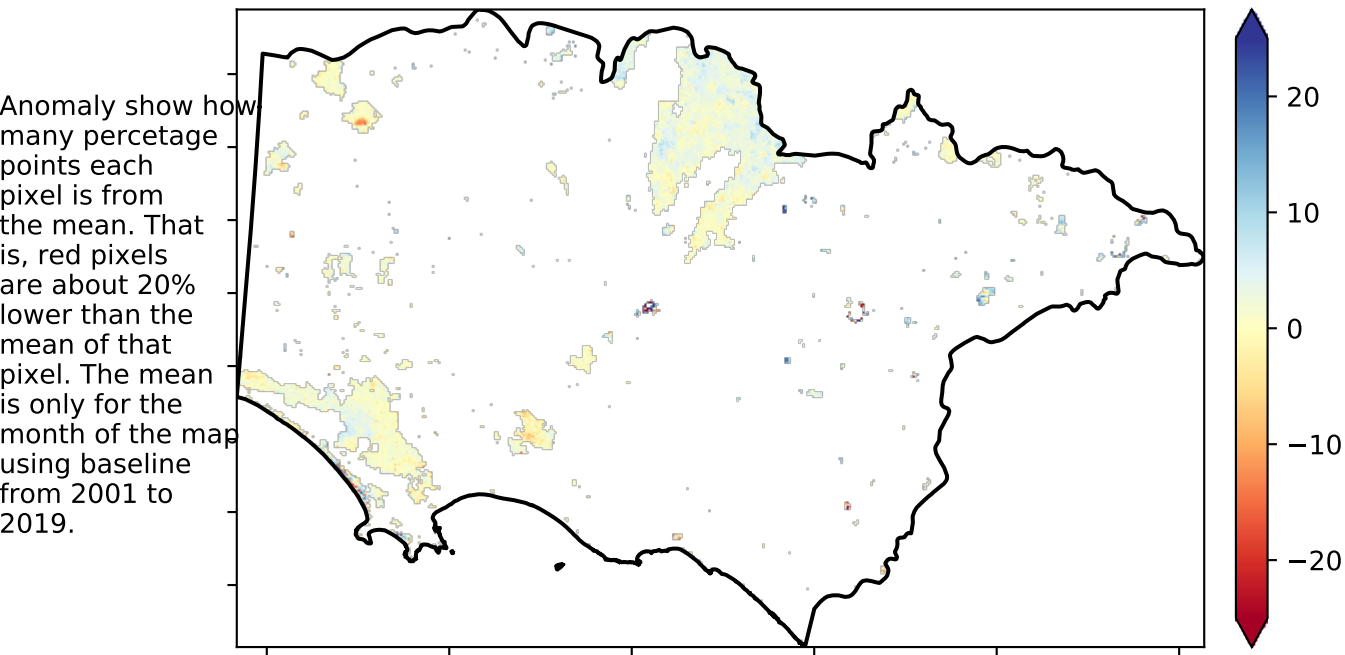 Anomaly show how
many percetage
points each
pixel is from
the mean. That
is, red pixels
are about 20%
lower than the
mean of that
pixel. The mean
is only for the
month of the map
using baseline
from 2001 to
2019.
20
10
0
−10
−20